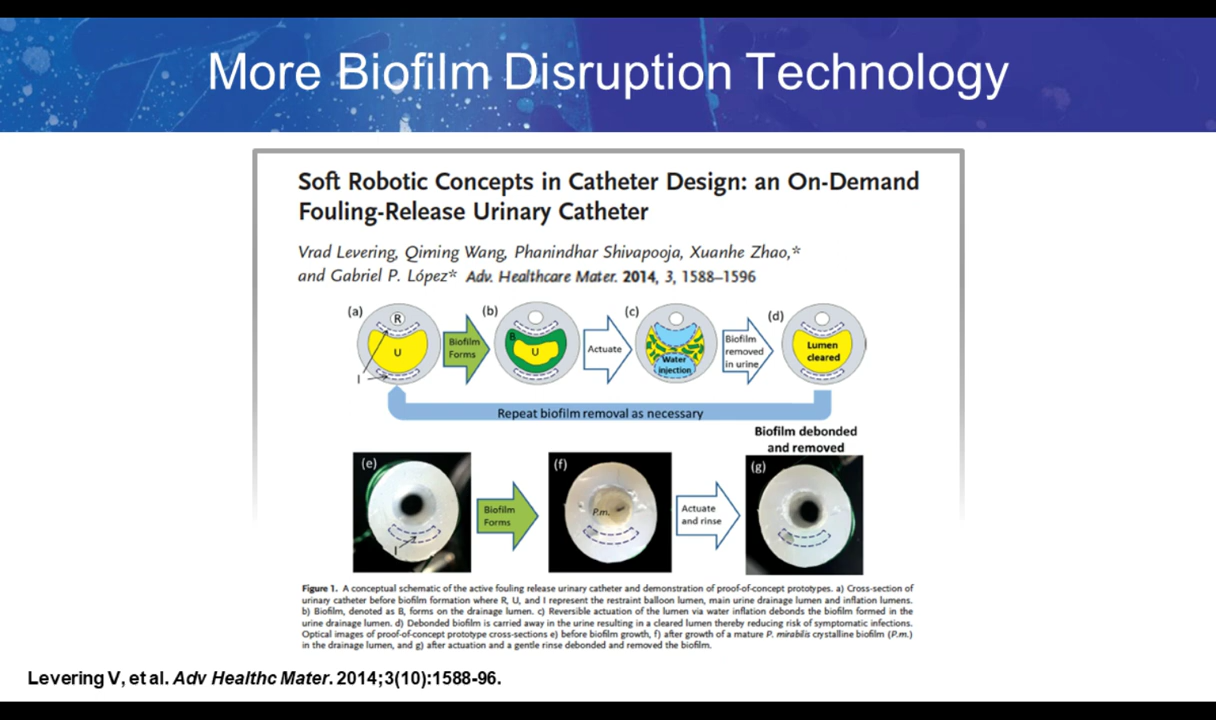 More Biofilm Disruption Technology
Soft Robotic Concepts in Catheter Design: an On-Demand
Fouling-Release Urinary Catheter
Vrad Levering, Qiming Wang, Phanindhar Shivapooja, Xuanhe Zhao,*
and Gabriel P. López* Adv. Healthcare Mater. 2014, 3, 1588–1596
(a)
R
U
I
Biofilm
Forms
(b)
B
U
Actuate
(c)
Water
injection
Biofilm
removed
in urine
(d)
Lumen
cleared
Repeat biofilm removal as necessary
Biofilm debonded
and removed
(e)
I
Biofilm
Forms
(f)
P.m.
Actuate
and rinse
(g)
Figure 1. A conceptual schematic of the active fouling release urinary catheter and demonstration of proof-of-concept prototypes. a) Cross-section of
urinary catheter before biofilm formation where R, U, and I represent the restraint balloon lumen, main urine drainage lumen and inflation lumens.
b) Biofilm, denoted as B, forms on the drainage lumen. c) Reversible actuation of the lumen via water inflation debonds the biofilm formed in the
urine drainage lumen. d) Debonded biofilm is carried away in the urine resulting in a cleared lumen thereby reducing risk of symptomatic infections.
Optical images of proof-of-concept prototype cross-sections e) before biofilm growth, f) after growth of a mature P. mirabilis crystalline biofilm (P.m.)
in the drainage lumen, and g) after actuation and a gentle rinse debonded and removed the biofilm.
Levering V, et al. Adv Healthc Mater. 2014;3(10):1588-96.